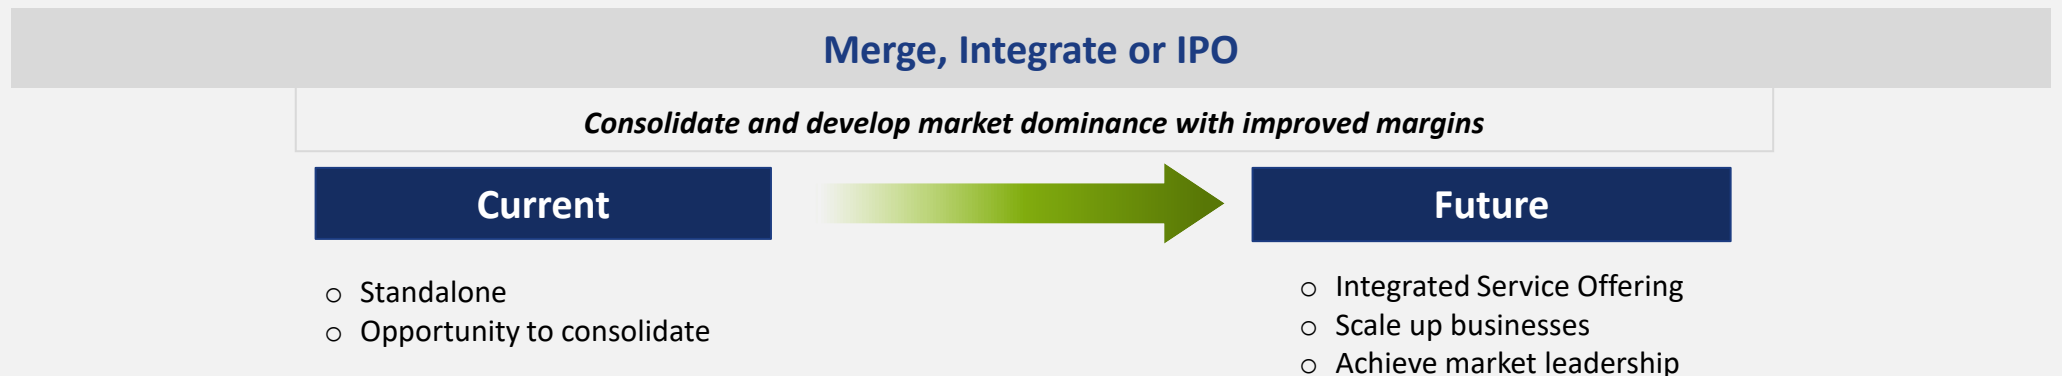 Merge, Integrate or IPO
Consolidate and develop market dominance with improved margins
Current
Future
o Standalone
o Opportunity to consolidate
o Integrated Service Offering
o Scale up businesses
o Achieve market leadership